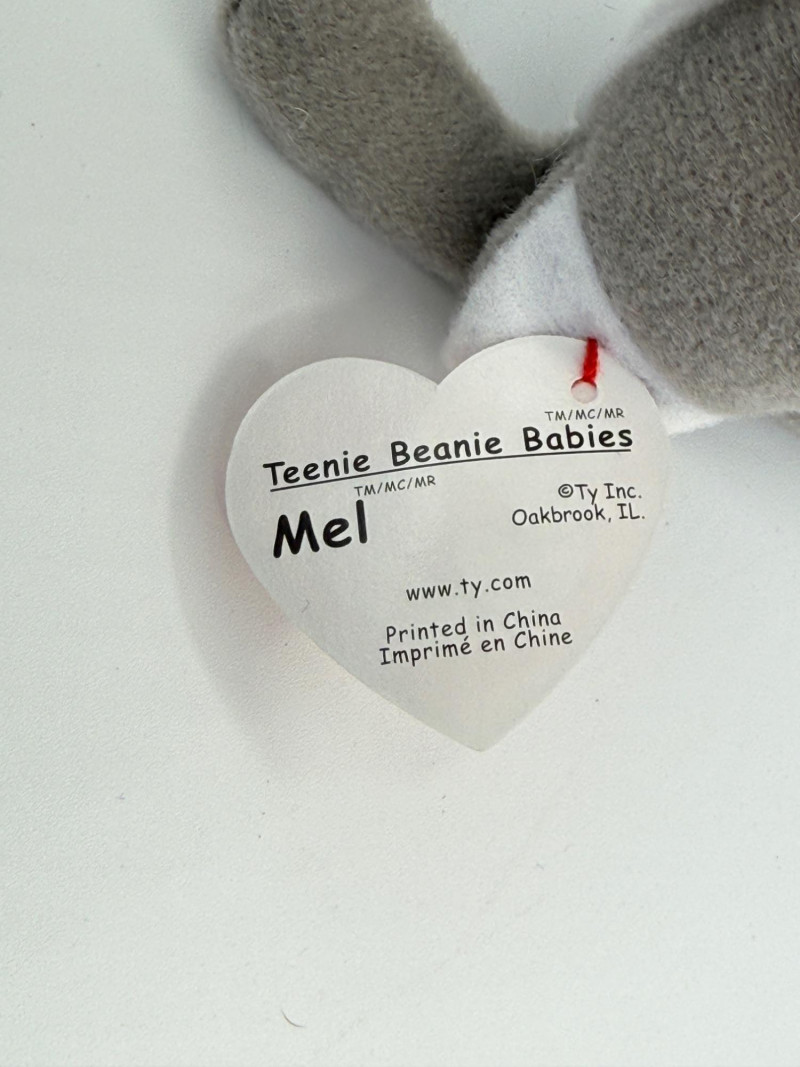 TM/MC/MR
Teenie Beanie Babies
TM/MC/MR
Mel
©Ty Inc.
Oakbrook, IL.
www.ty.com
Printed in China
Imprimé en Chine